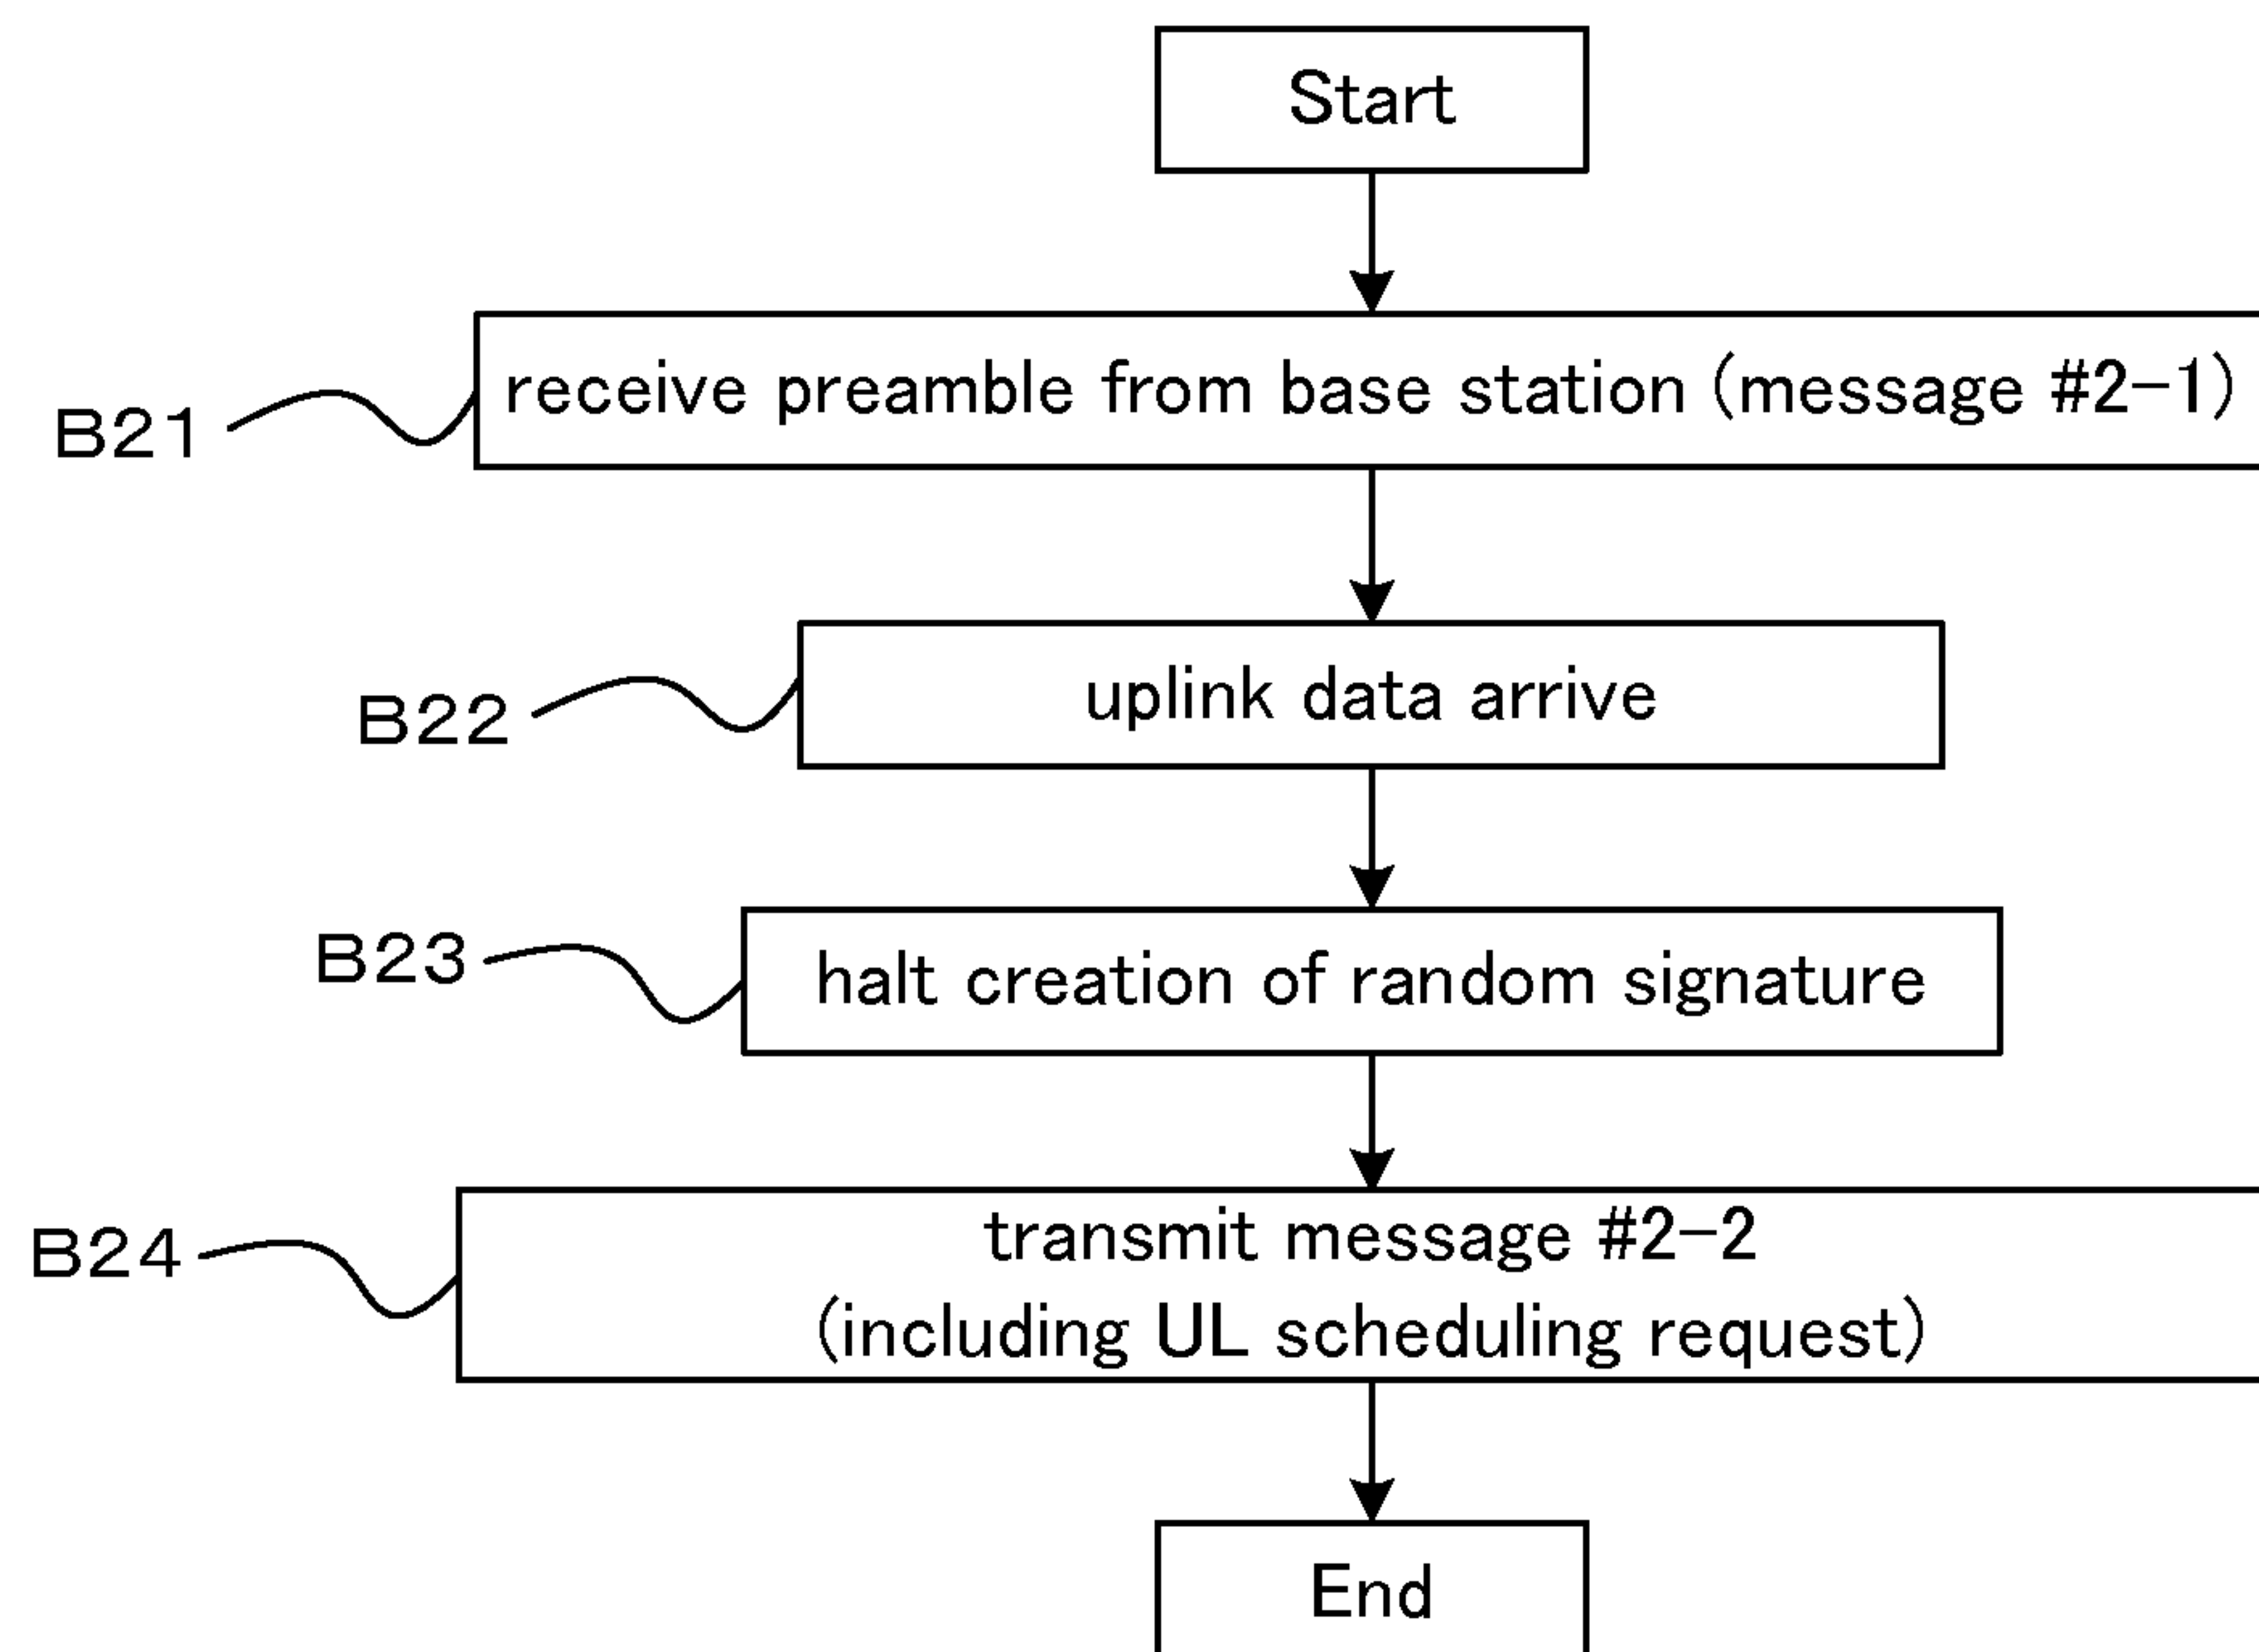 Start
B21
receive preamble from base station (message #2-1)
B22
uplink data arrive
B23
halt creation of random signature
B24
transmit message #2-2
(including UL scheduling request)
End